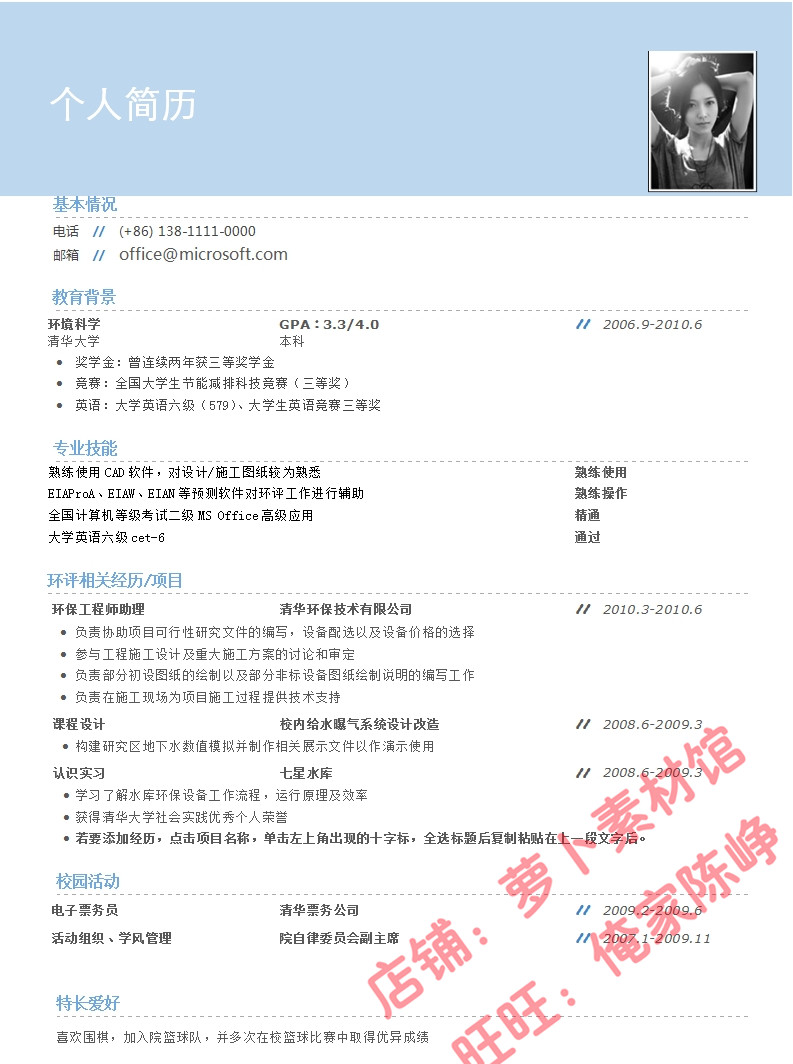 个人简历
基本情况
电话 // (+86) 138-1111-0000
邮箱 // office@microsoft.com
教育背景
环境科学 GPA：3.3/4.0 // 2006.9-2010.6
清华大学 本科
• 奖学金：曾连续两年获三等奖学金
• 竞赛：全国大学生节能减排科技竞赛（三等奖）
• 英语：大学英语六级（579）、大学生英语竞赛三等奖
专业技能
熟练使用 CAD 软件，对设计/施工图纸较为熟悉 熟练使用
EIAProA、EIAW、EIAN 等预测软件对环评工作进行辅助 熟练操作
全国计算机等级考试二级 MS Office 高级应用 精通
大学英语六级 cet-6 通过
环评相关经历/项目
环保工程师助理 清华环保技术有限公司 // 2010.3-2010.6
• 负责协助项目可行性研究文件的编写，设备配选以及设备价格的选择
• 参与工程施工设计及重大施工方案的讨论和审定
• 负责部分初设图纸的绘制以及部分非标设备图纸绘制说明的编写工作
• 负责在施工现场为项目施工过程提供技术支持
课程设计 校内给水曝气系统设计改造 // 2008.6-2009.3
• 构建研究区地下水数值模拟并制作相关展示文件以作演示使用
认识实习 七星水库 // 2008.6-2009.3
• 学习了解水库环保设备工作流程，运行原理及效率
• 获得清华大学社会实践优秀个人荣誉
• 若要添加经历，点击项目名称，单击左上角出现的十字标，全选标题后复制粘贴在上一段文字后。
校园活动
电子票务员 清华票务公司 // 2009.2-2009.6
活动组织、学风管理 院自律委员会副主席 // 2007.1-2009.11
特长爱好
喜欢围棋，加入院篮球队，并多次在校篮球比赛中取得优异成绩
店铺：萝卜素材馆
旺旺：俺家陈峥